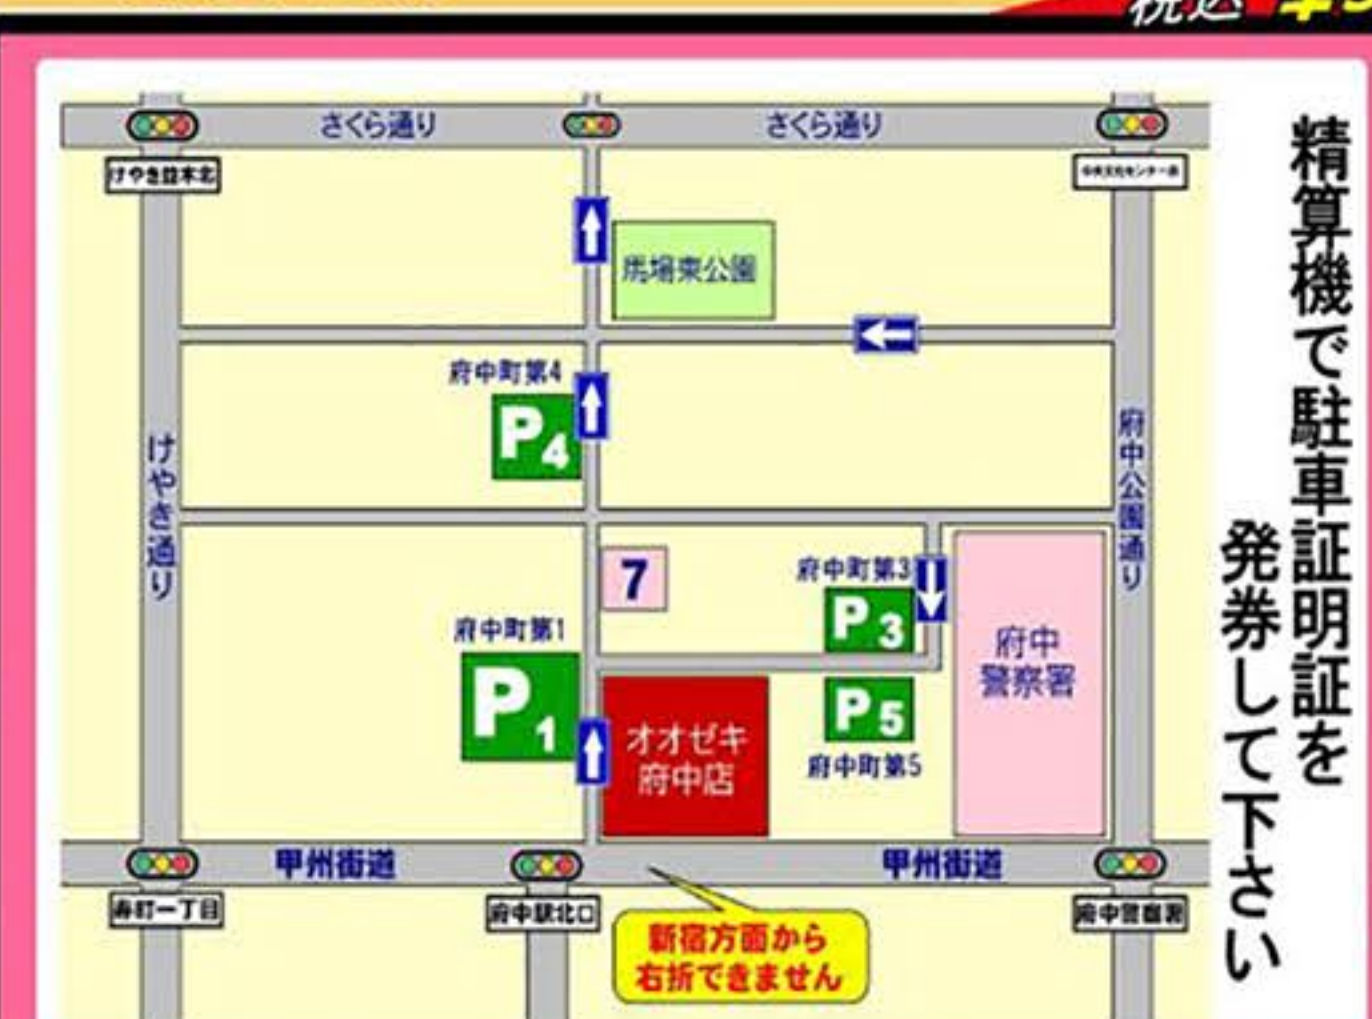 税込
さくら通り
さくら通り
けやき並木北
馬場東公園
府中町第4
P4
けやき通り
府中公園通り
7
府中町第3
P3
府中町第1
P1
府中
警察署
オオゼキ
府中店
P5
府中町第5
甲州街道
甲州街道
寿町一丁目
府中駅北口
府中警察署
新宿方面から
右折できません
精算機で駐車証明証を
発券して下さい